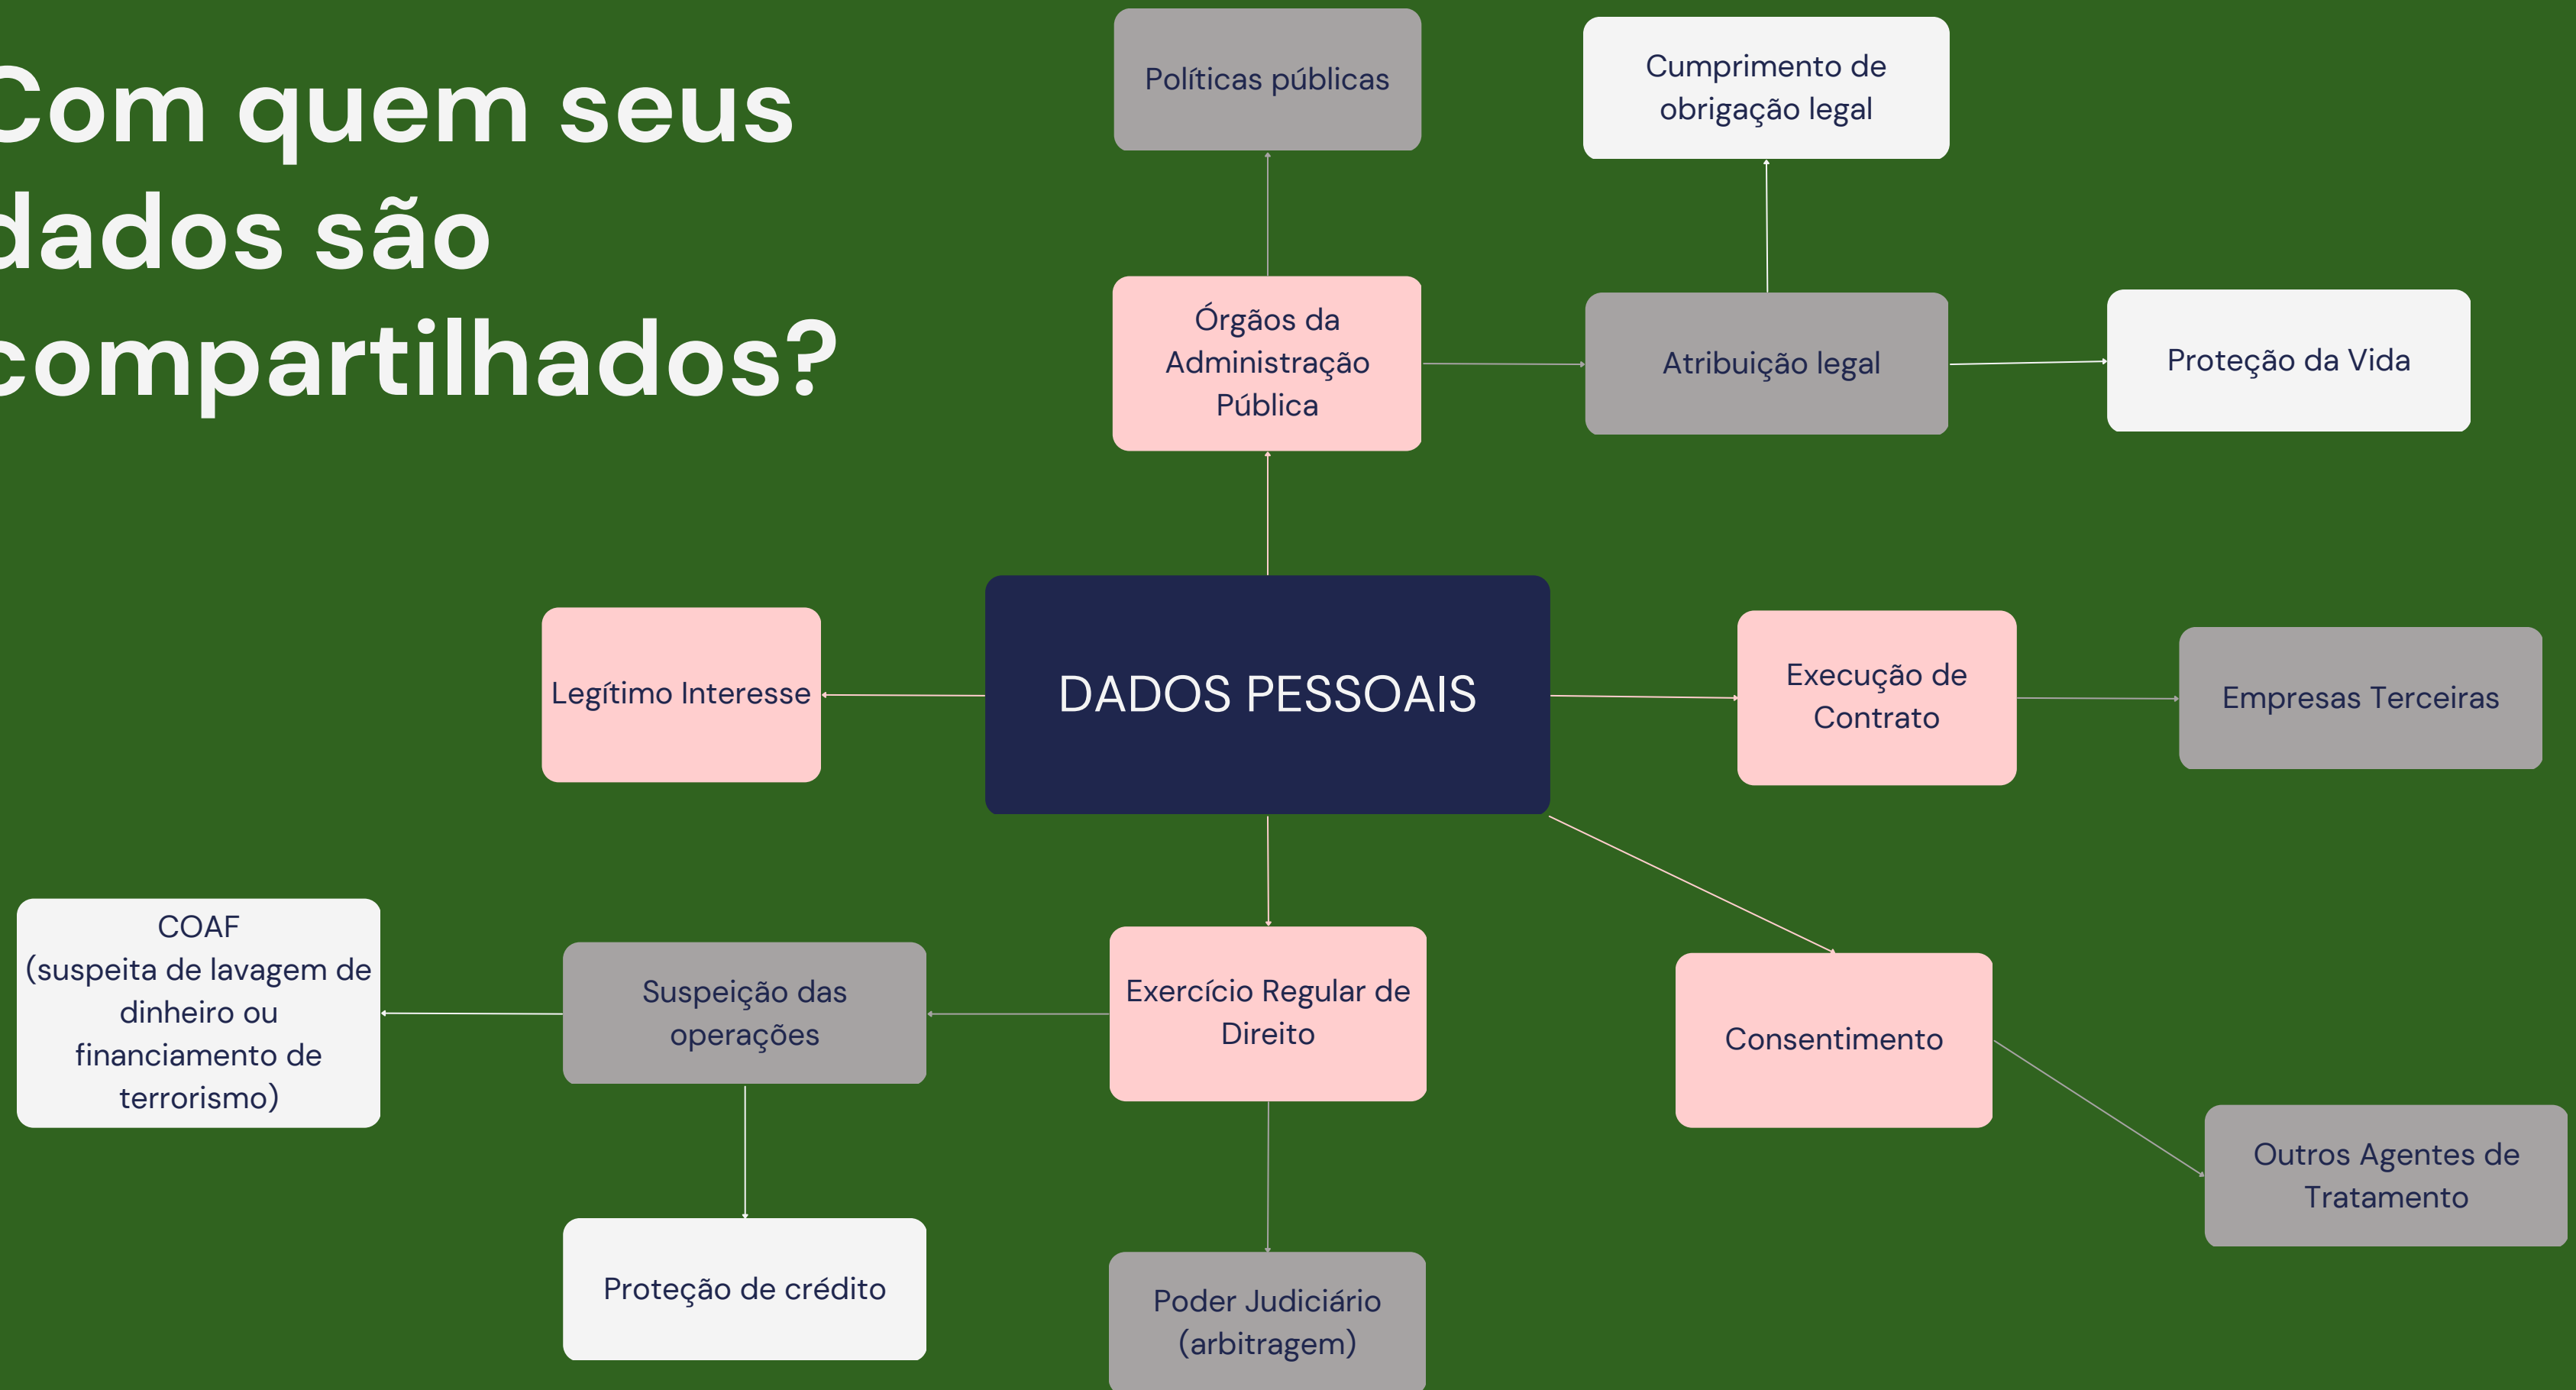 Com quem seus
dados são
compartilhados?
Políticas públicas
Cumprimento de
obrigação legal
Órgãos da
Administração
Pública
Atribuição legal
Proteção da Vida
Legítimo Interesse
DADOS PESSOAIS
Execução de
Contrato
Empresas Terceiras
COAF
(suspeita de lavagem de
dinheiro ou
financiamento de
terrorismo)
Suspeição das
operações
Exercício Regular de
Direito
Consentimento
Outros Agentes de
Tratamento
Proteção de crédito
Poder Judiciário
(arbitragem)